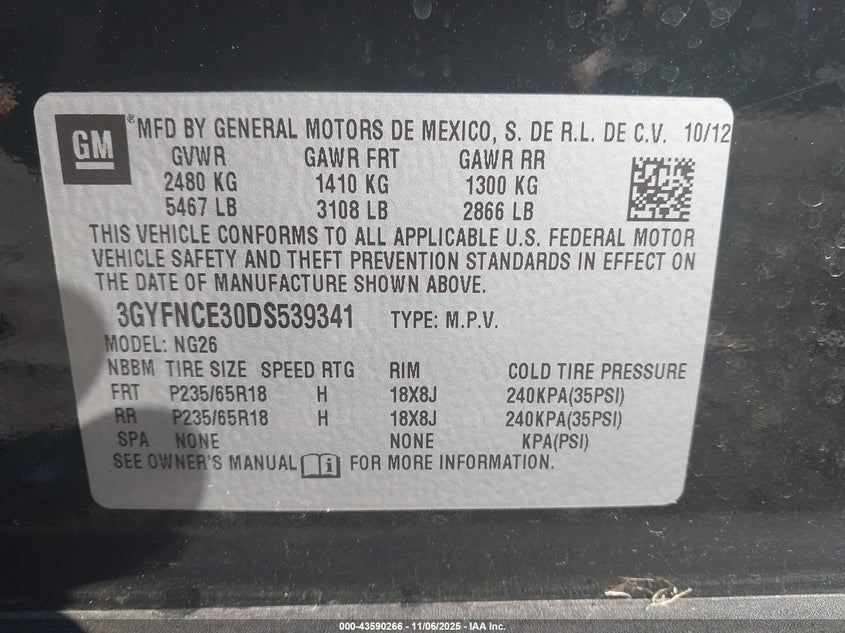 GM ® MFD BY GENERAL MOTORS DE MEXICO, S. DE R.L. DE C.V. 10/12
GVWR GAWR FRT GAWR RR
2480 KG 1410 KG 1300 KG
5467 LB 3108 LB 2866 LB
THIS VEHICLE CONFORMS TO ALL APPLICABLE U.S. FEDERAL MOTOR
VEHICLE SAFETY AND THEFT PREVENTION STANDARDS IN EFFECT ON
THE DATE OF MANUFACTURE SHOWN ABOVE.
3GYFNCE30DS539341 TYPE: M.P.V.
MODEL: NG26
NBBM TIRE SIZE SPEED RTG RIM COLD TIRE PRESSURE
FRT P235/65R18 H 18X8J 240KPA(35PSI)
RR P235/65R18 H 18X8J 240KPA(35PSI)
SPA NONE NONE KPA(PSI)
SEE OWNER'S MANUAL i FOR MORE INFORMATION.
000-43590266 - 11/06/2025 - IAA Inc.